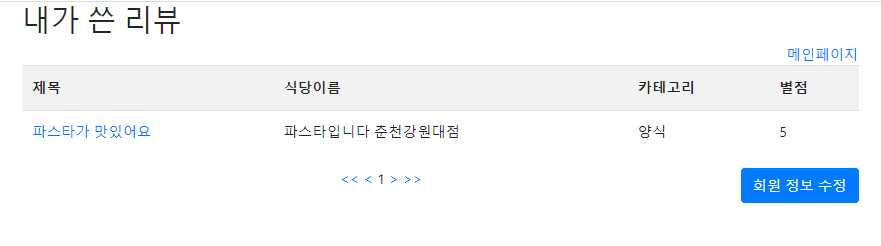 내가 쓴 리뷰
메인페이지
제목 식당이름 카테고리 별점
파스타가 맛있어요 파스타입니다 춘천강원대점 양식 5
<< < 1 > >> 회원 정보 수정